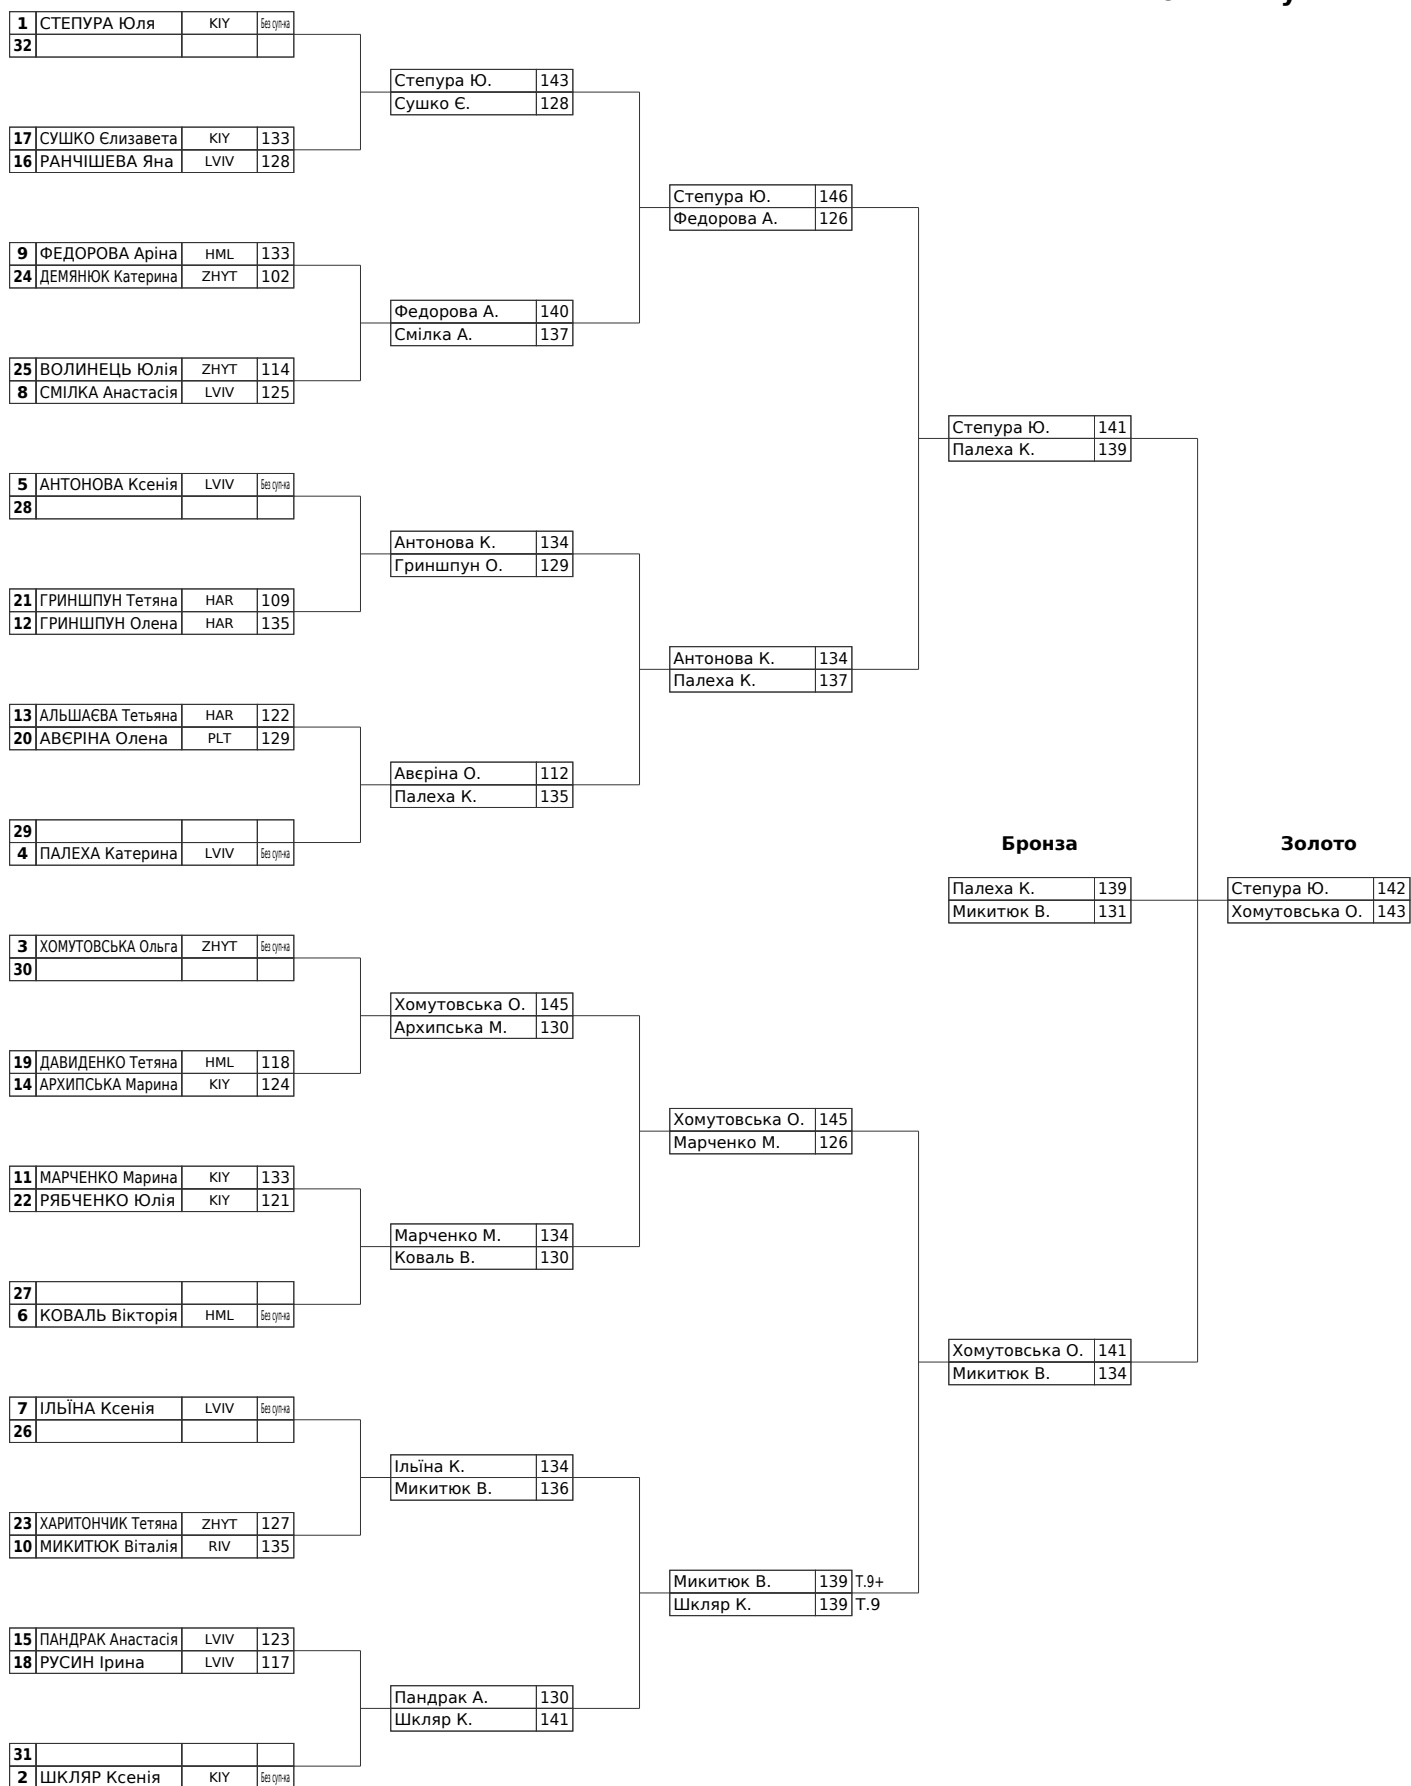 1 СТЕПУРА Юля KIY Без суп-ка
32
Степура Ю. 143
Сушко Є. 128
17 СУШКО Єлизавета KIY 133
16 РАНЧІШЕВА Яна LVIV 128
Степура Ю. 146
Федорова А. 126
9 ФЕДОРОВА Аріна HML 133
24 ДЕМЯНЮК Катерина ZHYT 102
Федорова А. 140
Смілка А. 137
25 ВОЛИНЕЦЬ Юлія ZHYT 114
8 СМІЛКА Анастасія LVIV 125
Степура Ю. 141
Палеха К. 139
5 АНТОНОВА Ксенія LVIV Без суп-ка
28
Антонова К. 134
Гриншпун О. 129
21 ГРИНШПУН Тетяна HAR 109
12 ГРИНШПУН Олена HAR 135
Антонова К. 134
Палеха К. 137
13 АЛЬШАЄВА Тетьяна HAR 122
20 АВЄРІНА Олена PLT 129
Авєріна О. 112
Палеха К. 135
29
4 ПАЛЕХА Катерина LVIV Без суп-ка
Бронза Золото
Палеха К. 139 Степура Ю. 142
Микитюк В. 131 Хомутовська О. 143
3 ХОМУТОВСЬКА Ольга ZHYT Без суп-ка
30
Хомутовська О. 145
Архипська М. 130
19 ДАВИДЕНКО Тетяна HML 118
14 АРХИПСЬКА Марина KIY 124
Хомутовська О. 145
Марченко М. 126
11 МАРЧЕНКО Марина KIY 133
22 РЯБЧЕНКО Юлія KIY 121
Марченко М. 134
Коваль В. 130
27
6 КОВАЛЬ Вікторія HML Без суп-ка
Хомутовська О. 141
Микитюк В. 134
7 ІЛЬЇНА Ксенія LVIV Без суп-ка
26
Ільїна К. 134
Микитюк В. 136
23 ХАРИТОНЧИК Тетяна ZHYT 127
10 МИКИТЮК Віталія RIV 135
Микитюк В. 139 T.9+
Шкляр К. 139 T.9
15 ПАНДРАК Анастасія LVIV 123
18 РУСИН Ірина LVIV 117
Пандрак А. 130
Шкляр К. 141
31
2 ШКЛЯР Ксенія KIY Без суп-ка